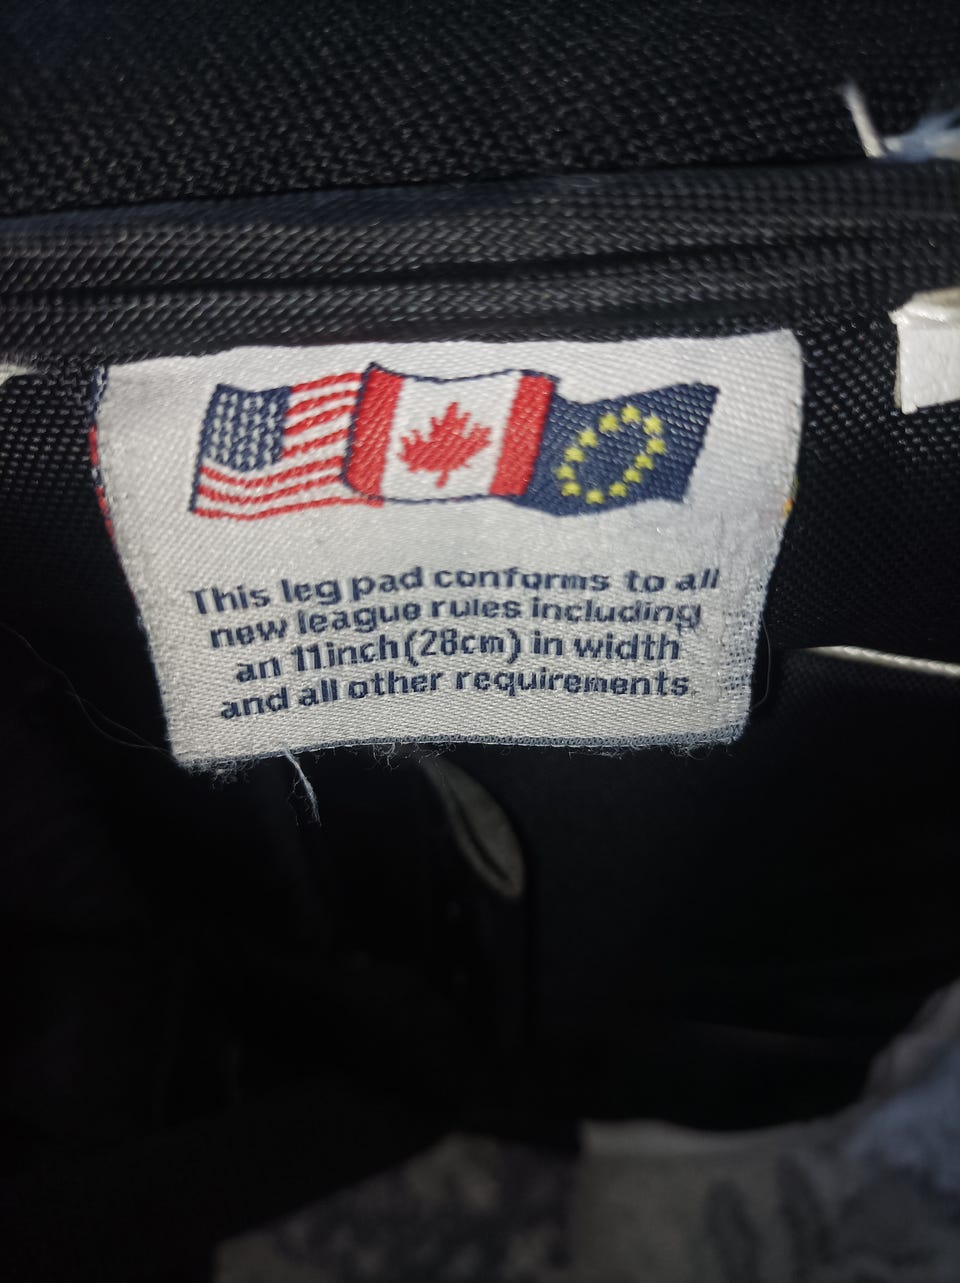 This leg pad conforms to all
new league rules including
an 11inch (28cm) in width
and all other requirements.